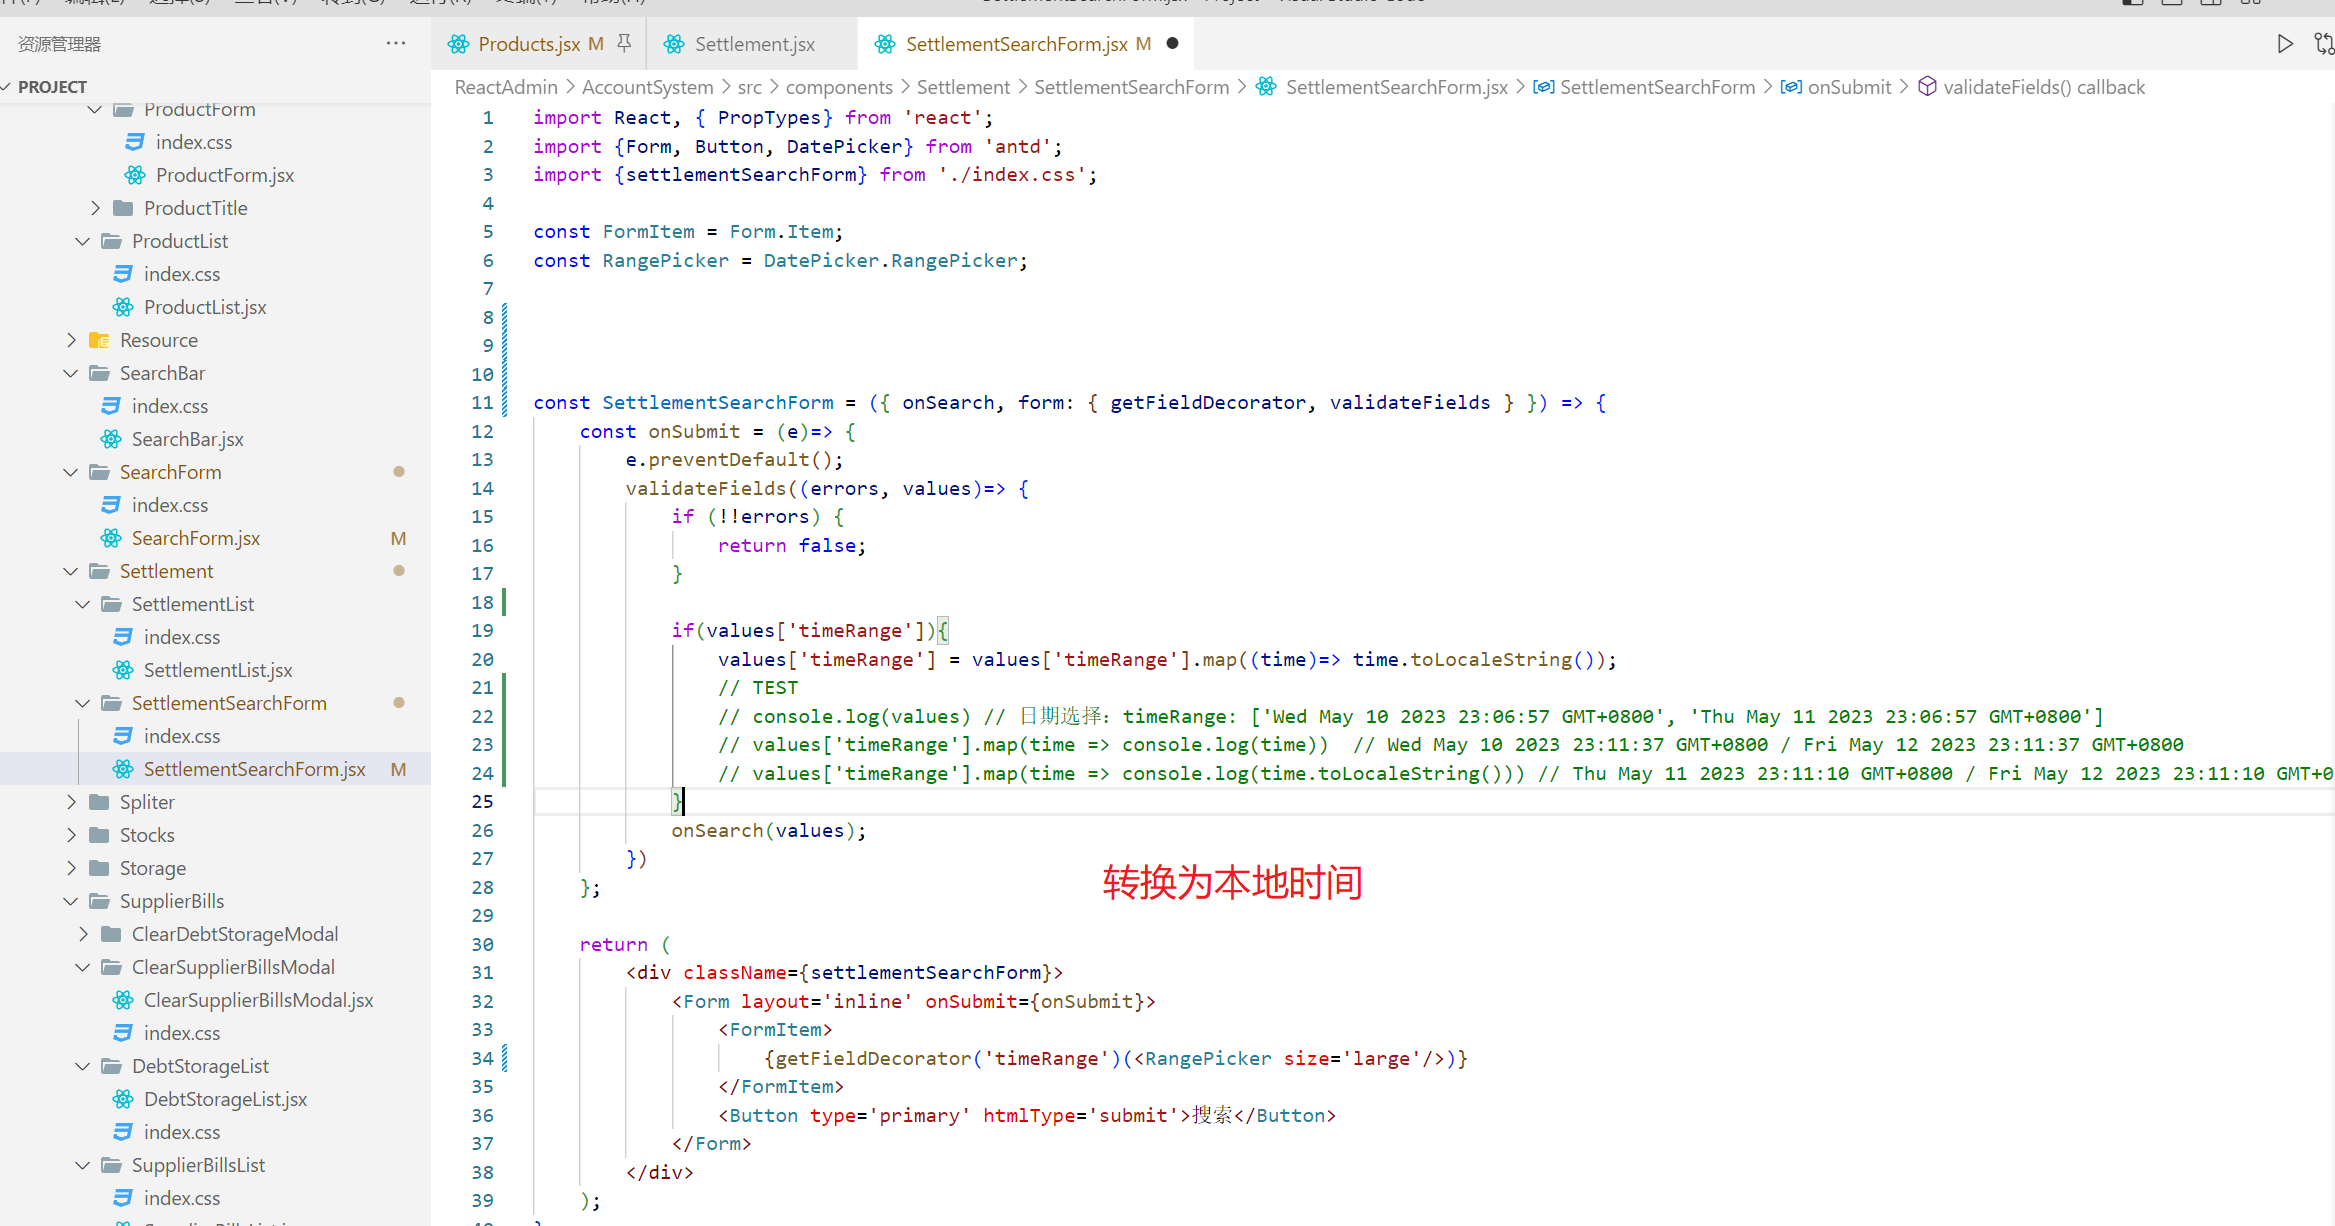 资源管理器
PROJECT
ProductForm
index.css
ProductForm.jsx
ProductTitle
ProductList
index.css
ProductList.jsx
Resource
SearchBar
index.css
SearchBar.jsx
SearchForm
index.css
SearchForm.jsx M
Settlement
SettlementList
index.css
SettlementList.jsx
SettlementSearchForm
index.css
SettlementSearchForm.jsx M
Spliter
Stocks
Storage
SupplierBills
ClearDebtStorageModal
ClearSupplierBillsModal
ClearSupplierBillsModal.jsx
index.css
DebtStorageList
DebtStorageList.jsx
index.css
SupplierBillsList
index.css
Products.jsx M Settlement.jsx SettlementSearchForm.jsx M
ReactAdmin > AccountSystem > src > components > Settlement > SettlementSearchForm > SettlementSearchForm.jsx > SettlementSearchForm > onSubmit > validateFields() callback
1 import React, { PropTypes} from 'react';
2 import {Form, Button, DatePicker} from 'antd';
3 import {settlementSearchForm} from './index.css';
4
5 const FormItem = Form.Item;
6 const RangePicker = DatePicker.RangePicker;
7
8
9
10
11 const SettlementSearchForm = ({ onSearch, form: { getFieldDecorator, validateFields } }) => {
12 const onSubmit = (e)=> {
13 e.preventDefault();
14 validateFields((errors, values)=> {
15 if (!!errors) {
16 return false;
17 }
18
19 if(values['timeRange']){
20 values['timeRange'] = values['timeRange'].map((time)=> time.toLocaleString());
21 // TEST
22 // console.log(values) // 日期选择：timeRange: ['Wed May 10 2023 23:06:57 GMT+0800', 'Thu May 11 2023 23:06:57 GMT+0800']
23 // values['timeRange'].map(time => console.log(time)) // Wed May 10 2023 23:11:37 GMT+0800 / Fri May 12 2023 23:11:37 GMT+0800
24 // values['timeRange'].map(time => console.log(time.toLocaleString())) // Thu May 11 2023 23:11:10 GMT+0800 / Fri May 12 2023 23:11:10 GMT+0
25 }
26 onSearch(values);
27 })
28 };
29
30 return (
31 <div className={settlementSearchForm}>
32 <Form layout='inline' onSubmit={onSubmit}>
33 <FormItem>
34 {getFieldDecorator('timeRange')(<RangePicker size='large'/>)}
35 </FormItem>
36 <Button type='primary' htmlType='submit'>搜索</Button>
37 </Form>
38 </div>
39 );
转换为本地时间